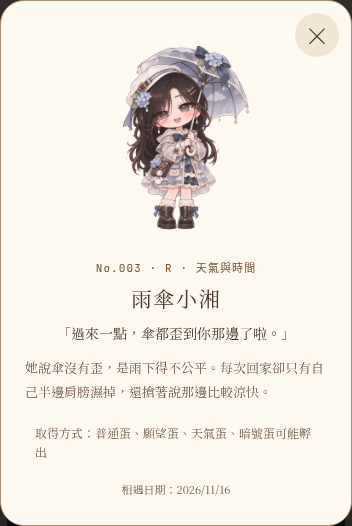 No.003 · R · 天氣與時間
雨傘小湘
「過來一點，傘都歪到你那邊了啦。」
她說傘沒有歪，是雨下得不公平。每次回家卻只有自
己半邊肩膀濕掉，還搶著說那邊比較涼快。
取得方式：普通蛋、願望蛋、天氣蛋、暗號蛋可能孵
出
相遇日期：2026/11/16